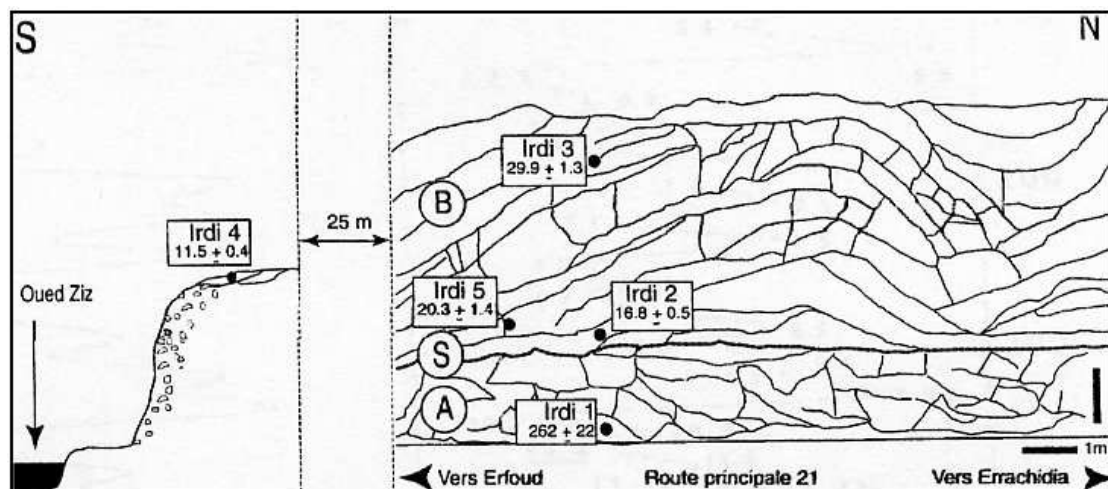 S
N
Irdi 3
29.9 ± 1.3
B
Irdi 4
11.5 ± 0.4
25 m
Oued Ziz
Irdi 5
20.3 ± 1.4
Irdi 2
16.8 ± 0.5
S
A
Irdi 1
262 ± 22
1m
Vers Erfoud
Route principale 21
Vers Errachidia